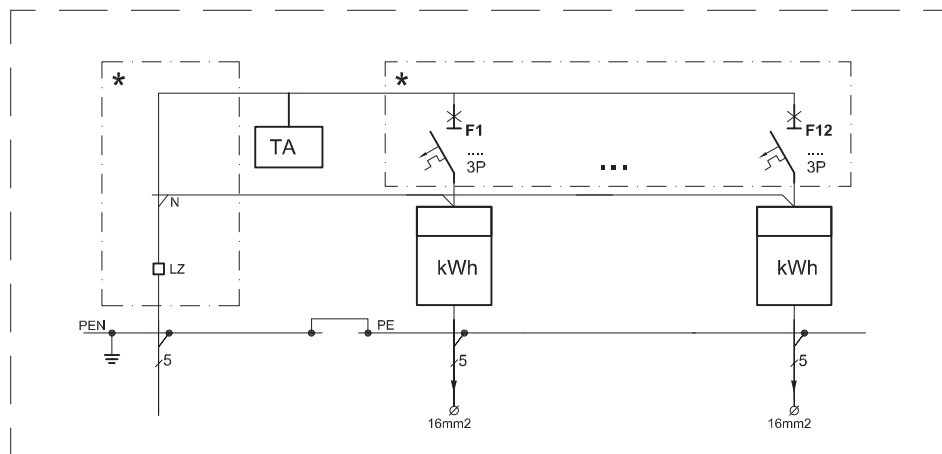 *
*
TA
F1
....
3P
...
F12
....
3P
N
LZ
kWh
kWh
PEN
PE
5
5
5
16mm2
16mm2